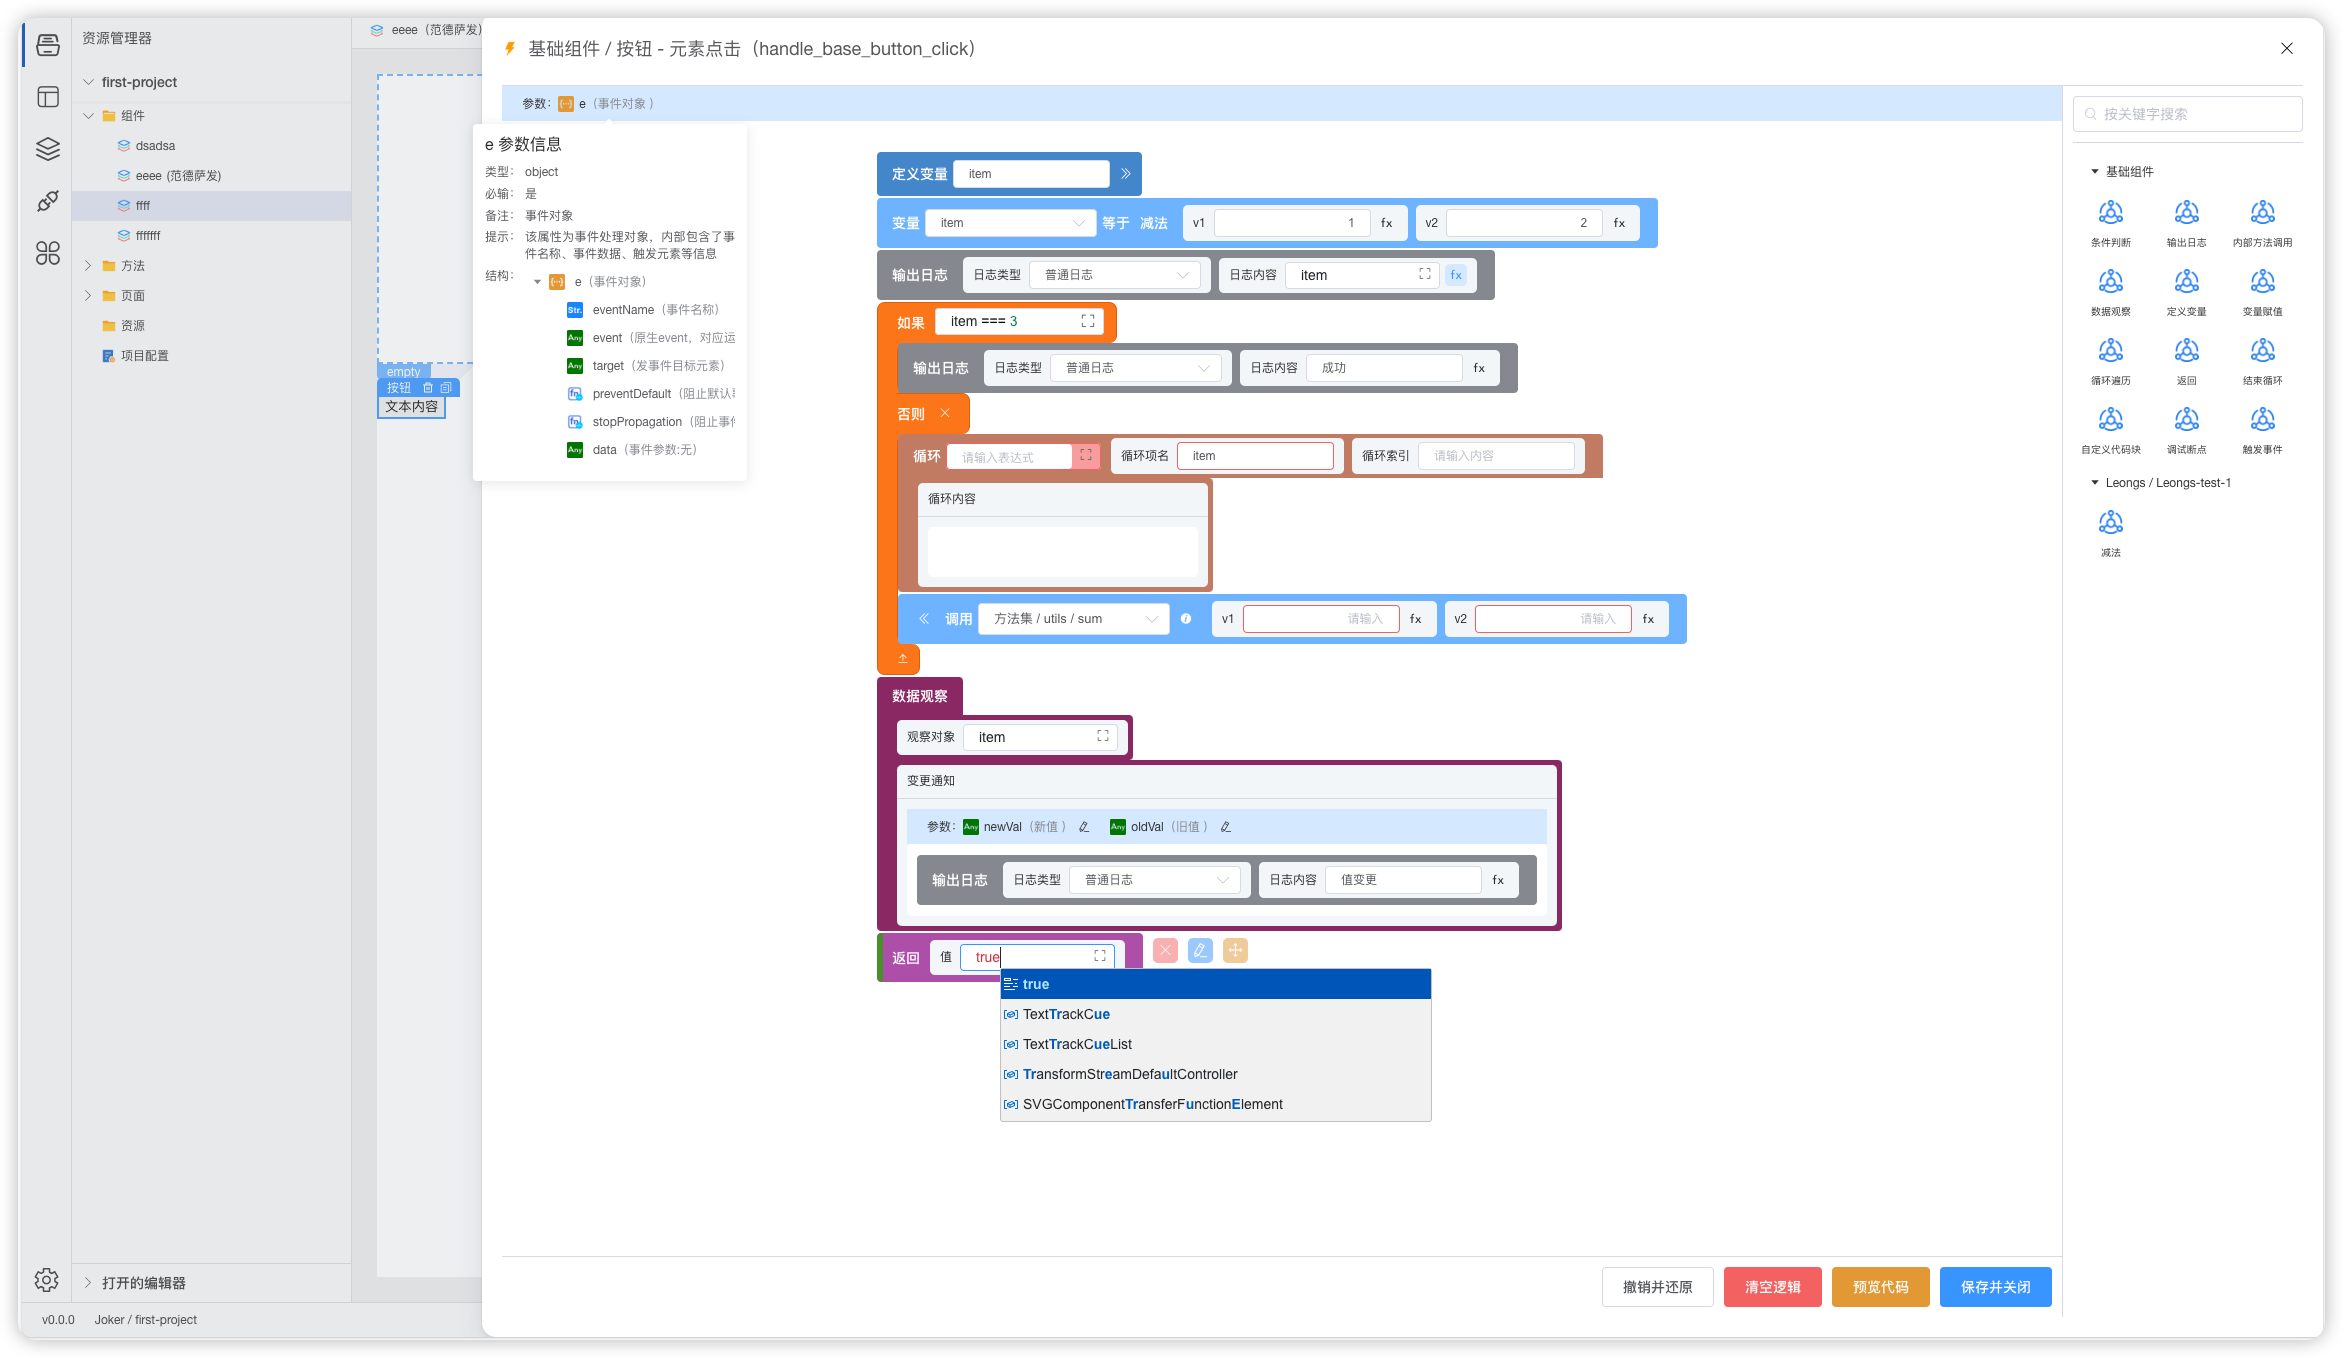 资源管理器
first-project
组件
dsadsa
eeee (范德萨发)
ffff
fffffff
方法
页面
资源
项目配置
打开的编辑器
v0.0.0 Joker / first-project
eeee（范德萨发）
empty
按钮
文本内容
基础组件 / 按钮 - 元素点击（handle_base_button_click）
参数： e（事件对象）
e 参数信息
类型： object
必输： 是
备注： 事件对象
提示： 该属性为事件处理对象，内部包含了事
件名称、事件数据、触发元素等信息
结构： e（事件对象）
Str. eventName（事件名称）
Any event（原生event，对应运
Any target（发事件目标元素）
fn preventDefault（阻止默认
fn stopPropagation（阻止事
Any data（事件参数:无）
定义变量 item
变量 item 等于 减法 v1 1 fx v2 2 fx
输出日志 日志类型 普通日志 日志内容 item fx
如果 item === 3
输出日志 日志类型 普通日志 日志内容 成功 fx
否则
循环 请输入表达式 循环项名 item 循环索引 请输入内容
循环内容
调用 方法集 / utils / sum v1 请输入 fx v2 请输入 fx
数据观察
观察对象 item
变更通知
参数： Any newVal（新值） Any oldVal（旧值）
输出日志 日志类型 普通日志 日志内容 值变更 fx
返回 值 true
true
TextTrackCue
TextTrackCueList
TransformStreamDefaultController
SVGComponentTransferFunctionElement
撤销并还原 清空逻辑 预览代码 保存并关闭
按关键字搜索
基础组件
条件判断 输出日志 内部方法调用
数据观察 定义变量 变量赋值
循环遍历 返回 结束循环
自定义代码块 调试断点 触发事件
Leongs / Leongs-test-1
减法